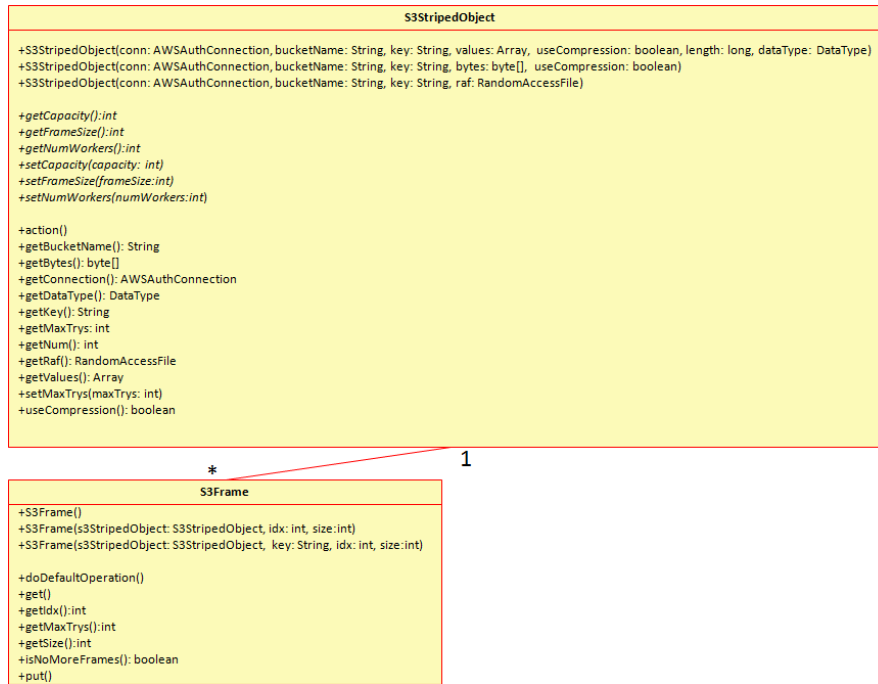 S3StripedObject
+S3StripedObject(conn: AWSAuthConnection, bucketName: String, key: String, values: Array, useCompression: boolean, length: long, dataType: DataType)
+S3StripedObject(conn: AWSAuthConnection, bucketName: String, key: String, bytes: byte[], useCompression: boolean)
+S3StripedObject(conn: AWSAuthConnection, bucketName: String, key: String, raf: RandomAccessFile)
+getCapacity():int
+getFrameSize():int
+getNumWorkers():int
+setCapacity(capacity: int)
+setFrameSize(frameSize:int)
+setNumWorkers(numWorkers:int)
+action()
+getBucketName(): String
+getBytes(): byte[]
+getConnection(): AWSAuthConnection
+getDataType(): DataType
+getKey(): String
+getMaxTrys: int
+getNum(): int
+getRaf(): RandomAccessFile
+getValues(): Array
+setMaxTrys(maxTrys: int)
+useCompression(): boolean
1
*
S3Frame
+S3Frame()
+S3Frame(s3StripedObject: S3StripedObject, idx: int, size:int)
+S3Frame(s3StripedObject: S3StripedObject, key: String, idx: int, size:int)
+doDefaultOperation()
+get()
+getIdx():int
+getMaxTrys():int
+getSize():int
+isNoMoreFrames(): boolean
+put()